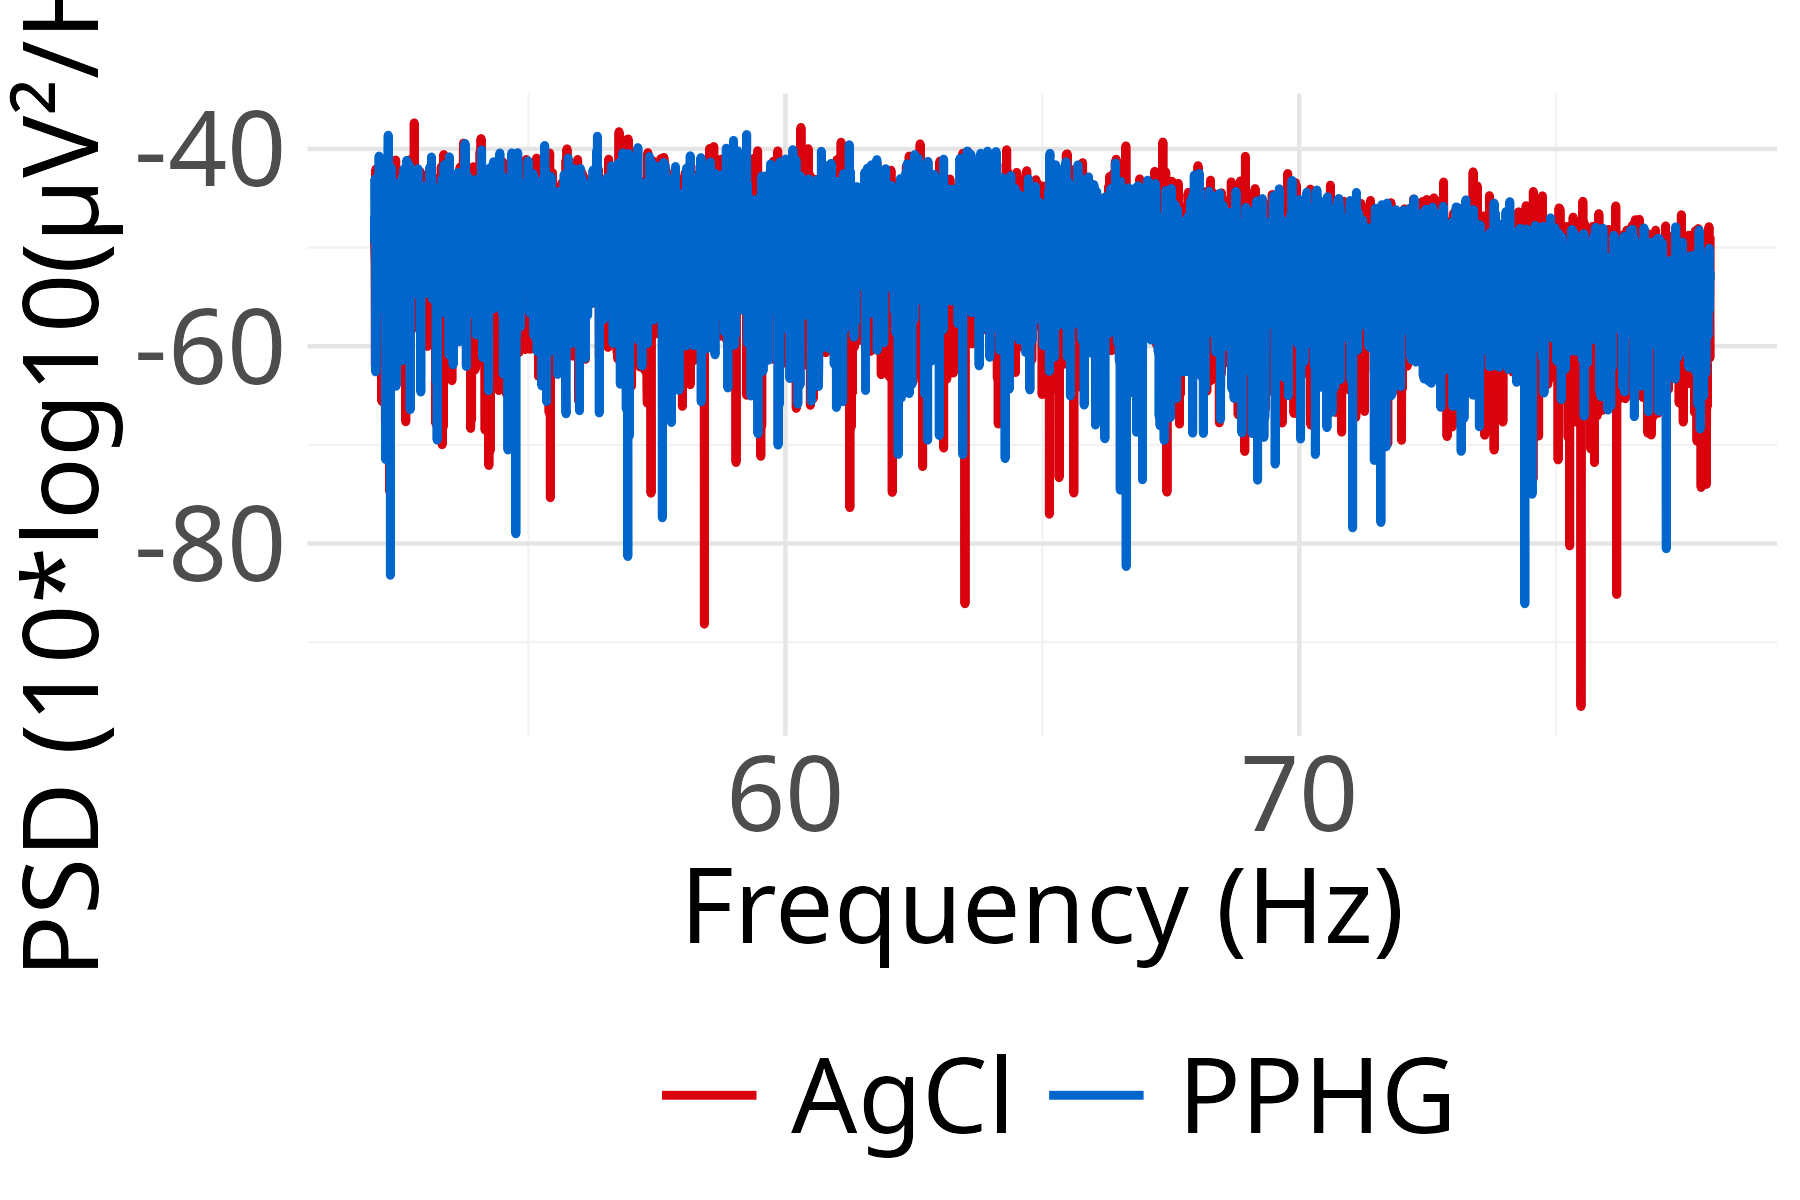 PSD (10*log10(µV²/H
-40
-60
-80
60 70
Frequency (Hz)
AgCl PPHG